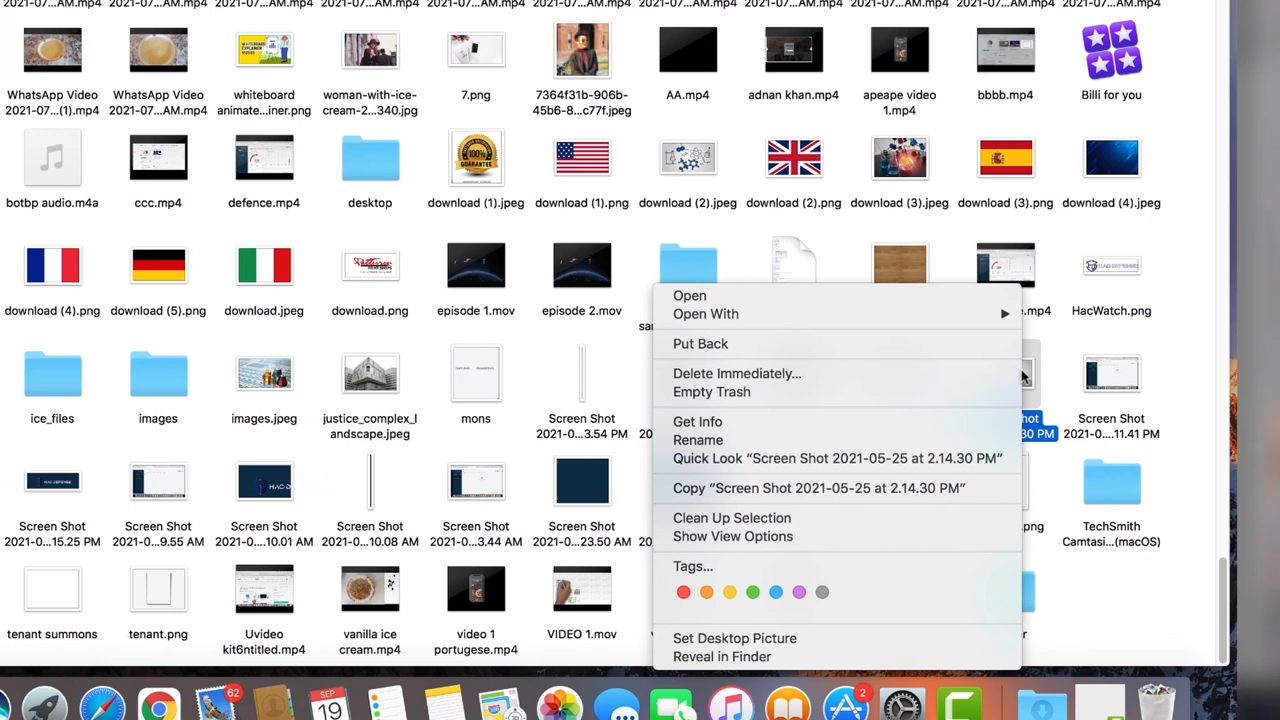 2021-07...AM.mp4 2021-07...AM.mp4 2021-07...AM.mp4 2021-07...AM.mp4 2021-07...AM.mp4 2021-07...AM.mp4 2021-07...AM.mp4 2021-07...AM.mp4 2021-07...AM.mp4 2021-07...AM.mp4 2021-07...AM.mp4
WhatsApp Video WhatsApp Video whiteboard woman-with-ice- 7.png 7364f31b-906b- AA.mp4 adnan khan.mp4 apeape video bbbb.mp4 Billi for you
2021-07...(1).mp4 2021-07...AM.mp4 animate...iner.png cream-2...340.jpg 45b6-8...c77f.jpeg 1.mp4
botbp audio.m4a ccc.mp4 defence.mp4 desktop download (1).jpeg download (1).png download (2).jpeg download (2).png download (3).jpeg download (3).png download (4).jpeg
download (4).png download (5).png download.jpeg download.png episode 1.mov episode 2.mov .mp4 HacWatch.png
Open
Open With
Put Back
Delete Immediately...
Empty Trash
ice_files images images.jpeg justice_complex_l mons Screen Shot Screen Shot
andscape.jpeg 2021-0...3.54 PM 30 PM 2021-0....11.41 PM
Get Info
Rename
Quick Look “Screen Shot 2021-05-25 at 2.14.30 PM”
Copy “Screen Shot 2021-05-25 at 2.14.30 PM”
Clean Up Selection
Show View Options
Screen Shot Screen Shot Screen Shot Screen Shot Screen Shot Screen Shot .png TechSmith
2021-0...15.25 PM 2021-0...9.55 AM 2021-0....10.01 AM 2021-0...10.08 AM 2021-0...3.44 AM 2021-0...23.50 AM Camtasi...(macOS)
Tags...
Set Desktop Picture
Reveal in Finder
tenant summons tenant.png Uvideo vanilla ice video 1 VIDEO 1.mov
kit6ntitled.mp4 cream.mp4 portugese.mp4
62
SEP
19
2